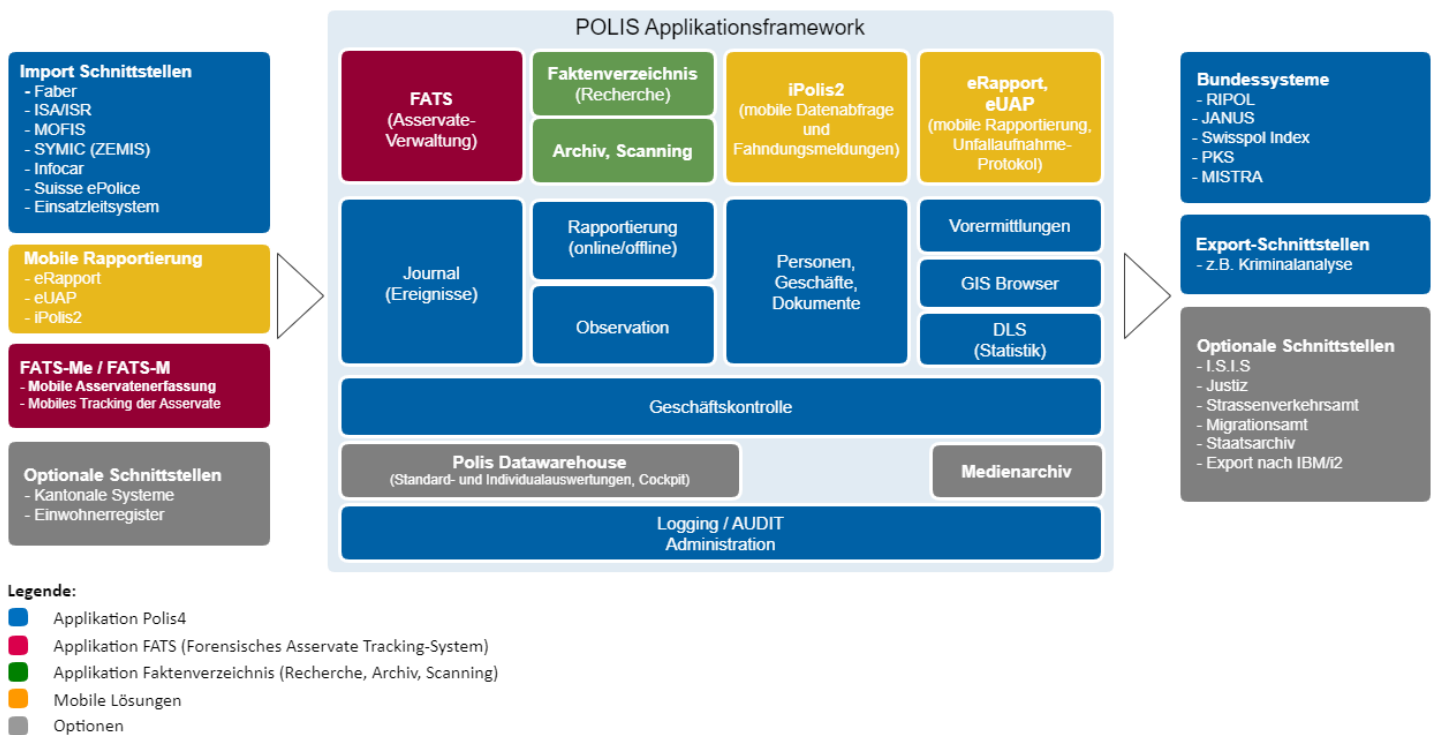 POLIS Applikationsframework
Import Schnittstellen
- Faber
- ISA/ISR
- MOFIS
- SYMIC (ZEMIS)
- Infocar
- Suisse ePolice
- Einsatzleitsystem
Mobile Rapportierung
- eRapport
- eUAP
- iPolis2
FATS-Me / FATS-M
- Mobile Asservatenerfassung
- Mobiles Tracking der Asservate
Optionale Schnittstellen
- Kantonale Systeme
- Einwohnerregister
FATS
(Asservate-
Verwaltung)
Faktenverzeichnis
(Recherche)
Archiv, Scanning
iPolis2
(mobile Datenabfrage
und
Fahndungsmeldungen)
eRapport,
eUAP
(mobile Rapportierung,
Unfallaufnahme-
Protokol)
Journal
(Ereignisse)
Rapportierung
(online/offline)
Observation
Personen,
Geschäfte,
Dokumente
Vorermittlungen
GIS Browser
DLS
(Statistik)
Geschäftskontrolle
Polis Datawarehouse
(Standard- und Individualauswertungen, Cockpit)
Medienarchiv
Logging / AUDIT
Administration
Bundessysteme
- RIPOL
- JANUS
- Swisspol Index
- PKS
- MISTRA
Export-Schnittstellen
- z.B. Kriminalanalyse
Optionale Schnittstellen
- I.S.I.S
- Justiz
- Strassenverkehrsamt
- Migrationsamt
- Staatsarchiv
- Export nach IBM/i2
Legende:
Applikation Polis4
Applikation FATS (Forensisches Asservate Tracking-System)
Applikation Faktenverzeichnis (Recherche, Archiv, Scanning)
Mobile Lösungen
Optionen